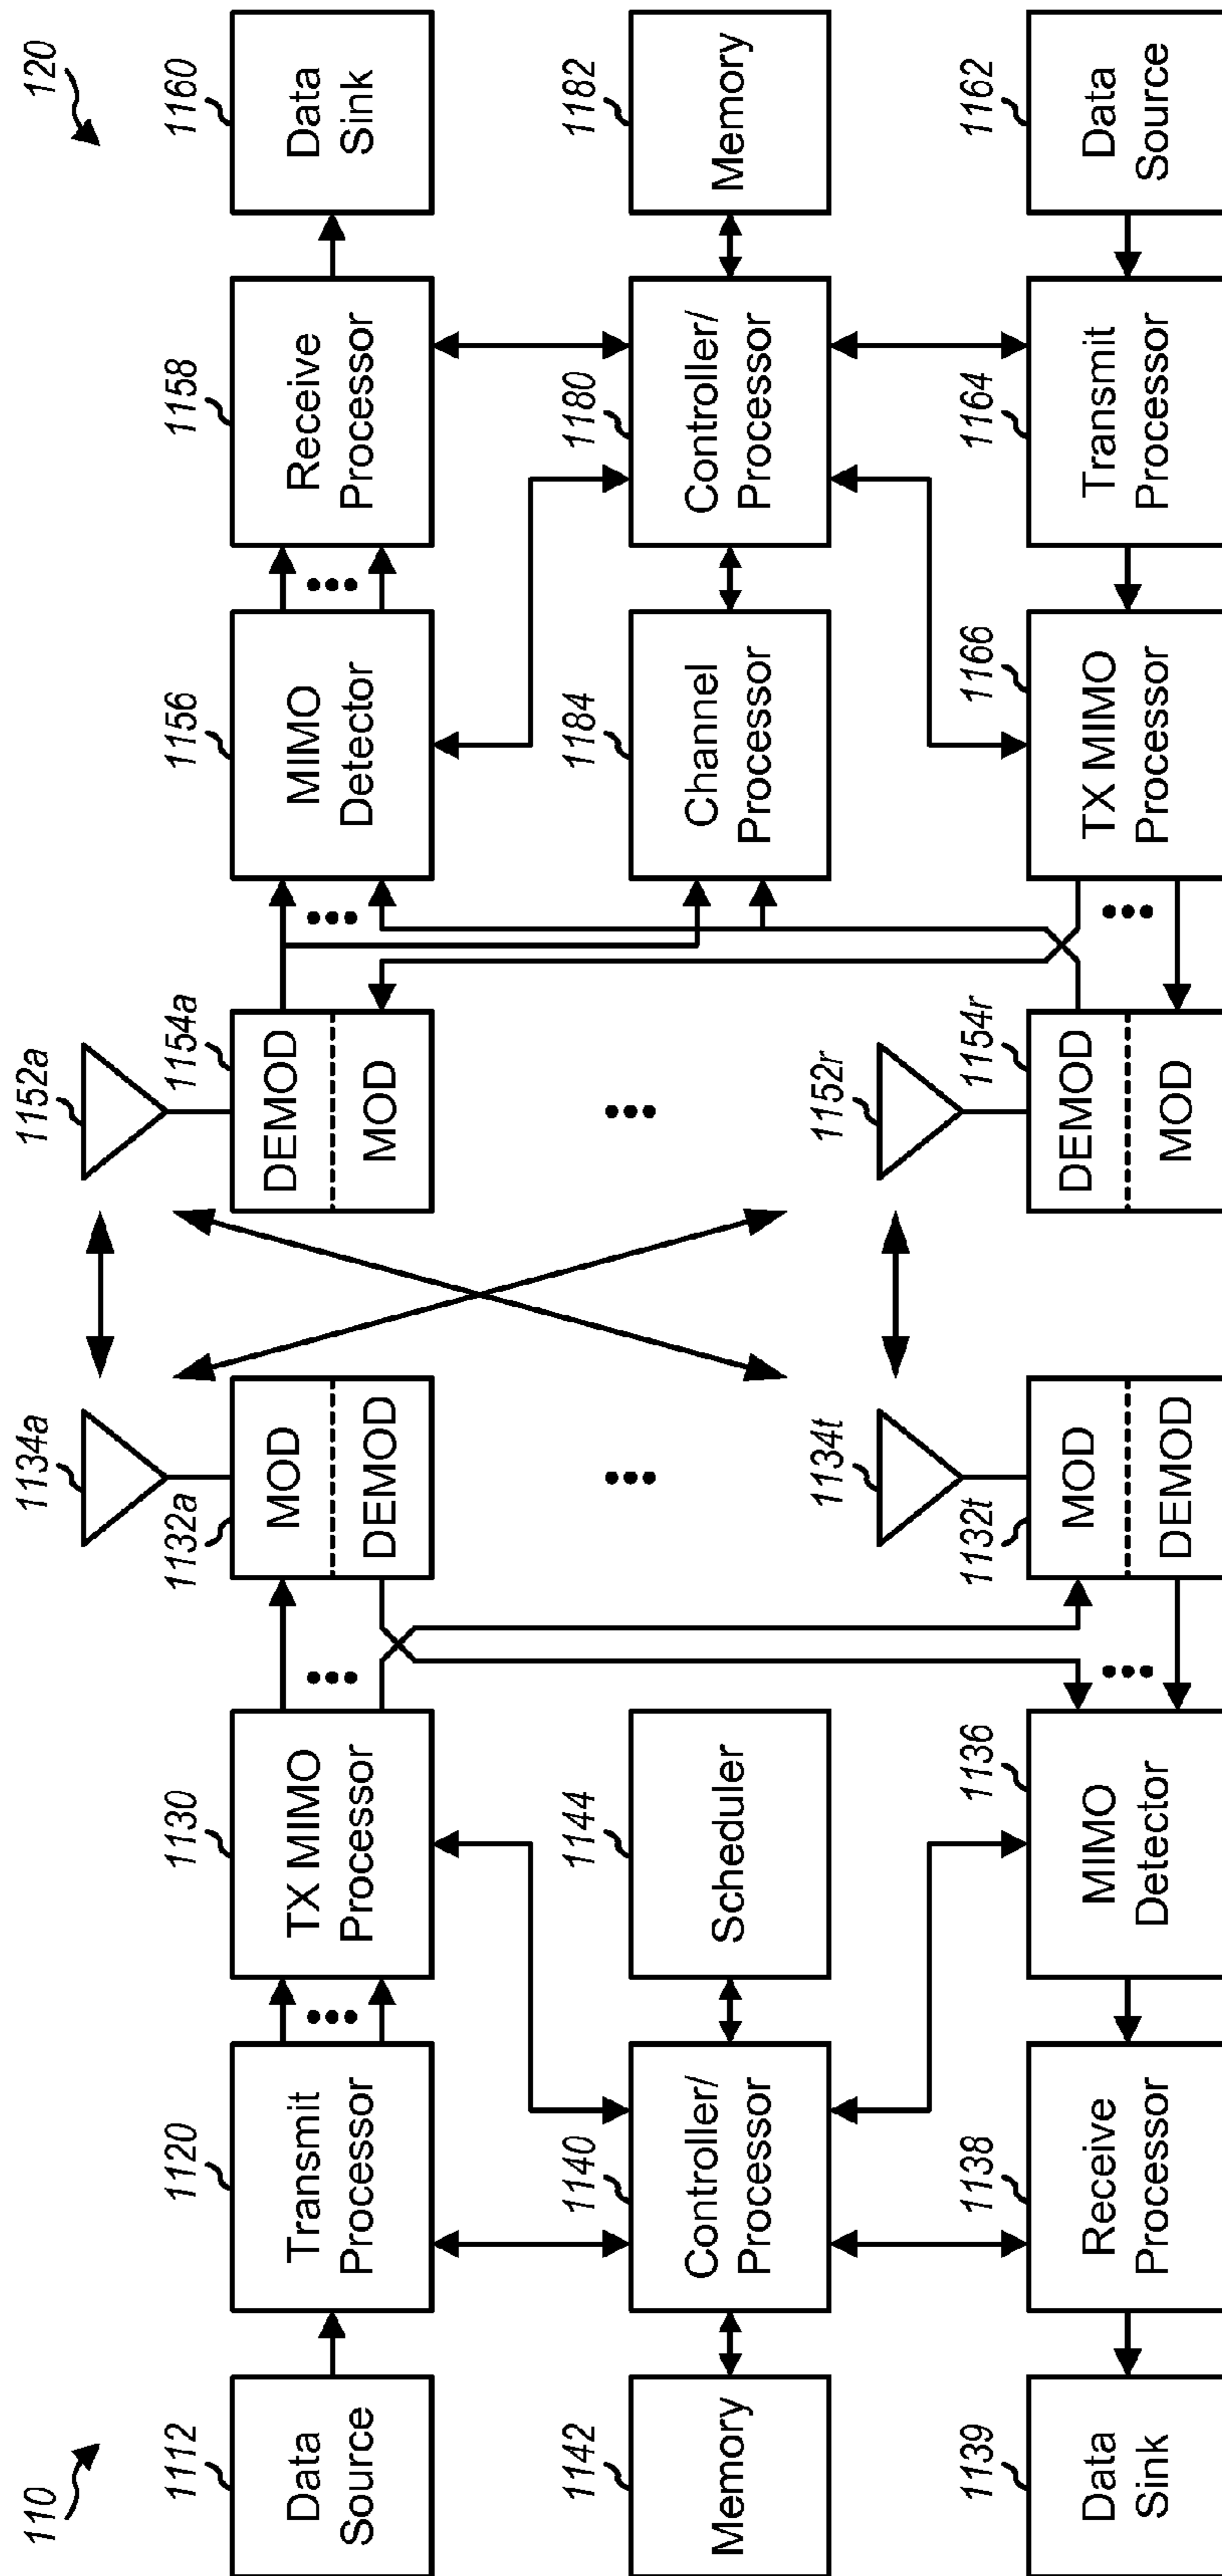 110
120
1112
Data
Source
1120
Transmit
Processor
1130
TX MIMO
Processor
1132a
MOD
DEMOD
1134a
1152a
1154a
DEMOD
MOD
1156
MIMO
Detector
1158
Receive
Processor
1160
Data
Sink
1142
Memory
1140
Controller/
Processor
1144
Scheduler
1184
Channel
Processor
1180
Controller/
Processor
1182
Memory
1139
Data
Sink
1138
Receive
Processor
1136
MIMO
Detector
1132t
MOD
DEMOD
1134t
1152r
1154r
DEMOD
MOD
1166
TX MIMO
Processor
1164
Transmit
Processor
1162
Data
Source